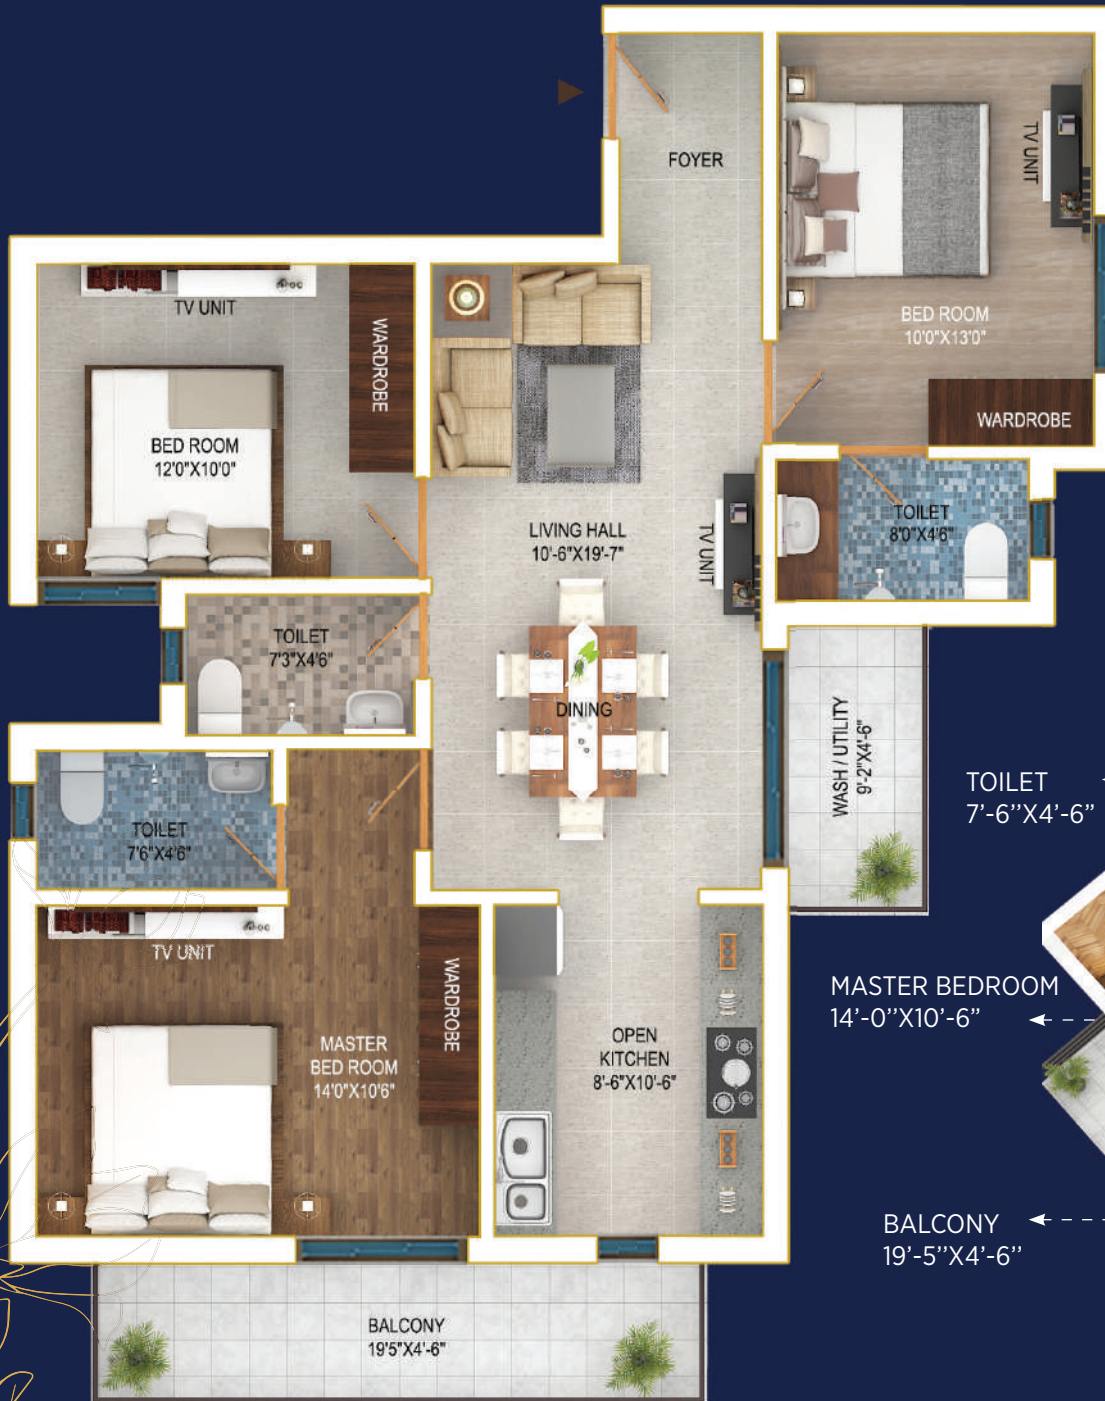 FOYER
TV UNIT
BED ROOM
10'0"X13'0"
WARDROBE
TV UNIT
WARDROBE
BED ROOM
12'0"X10'0"
LIVING HALL
10'-6"X19'-7"
TV UNIT
TOILET
8'0"X4'6"
TOILET
7'3"X4'6"
DINING
WASH / UTILITY
9'-2"X4'-6"
TOILET
7'-6''X4'-6''
TOILET
7'6"X4'6"
TV UNIT
WARDROBE
MASTER
BED ROOM
14'0"X10'6"
OPEN
KITCHEN
8'-6"X10'-6"
MASTER BEDROOM
14'-0''X10'-6''
BALCONY
19'-5''X4'-6''
BALCONY
19'5"X4'-6"